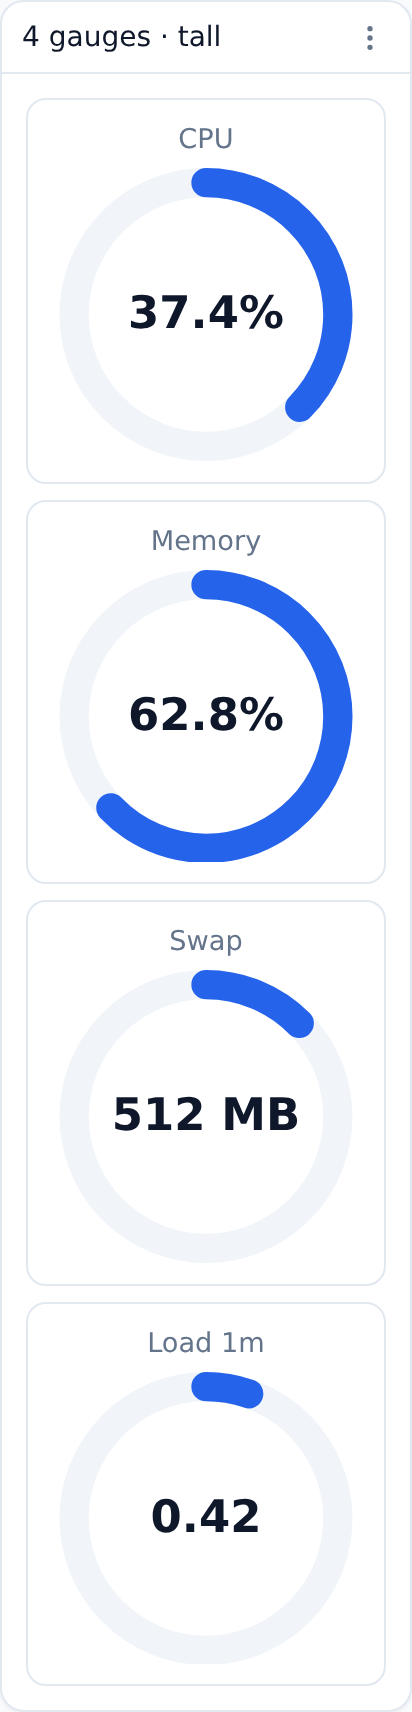 4 gauges · tall
CPU
37.4%
Memory
62.8%
Swap
512 MB
Load 1m
0.42